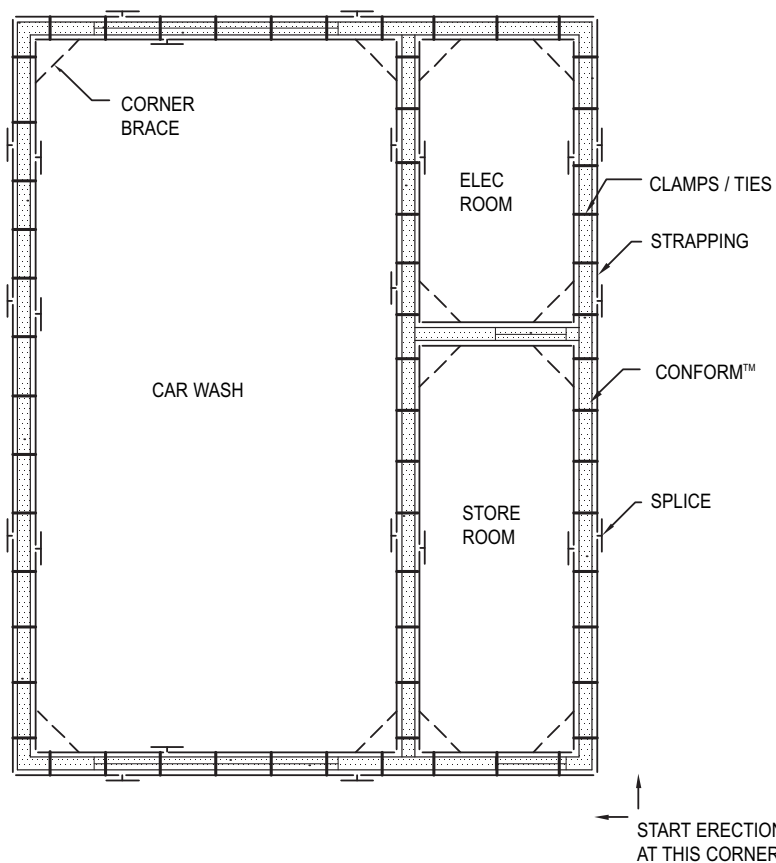 CORNER
BRACE
ELEC
ROOM
CLAMPS / TIES
STRAPPING
CONFORM™
CAR WASH
SPLICE
STORE
ROOM
START ERECTION
AT THIS CORNER